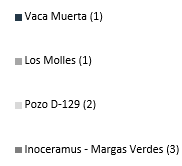 Vaca Muerta (1)
Los Molles (1)
Pozo D-129 (2)
Inoceramus - Margas Verdes (3)